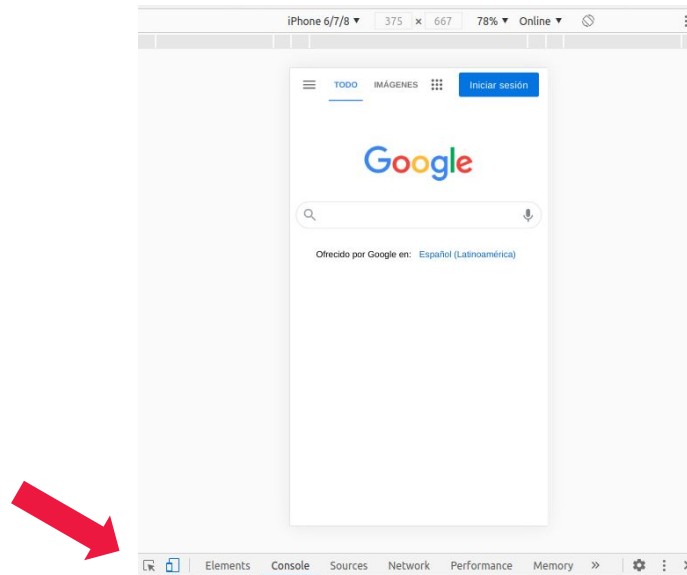 iPhone 6/7/8 ▼ 375 × 667 78% ▼ Online ▼
TODO IMÁGENES Iniciar sesión
Google
Ofrecido por Google en: Español (Latinoamérica)
Elements Console Sources Network Performance Memory »